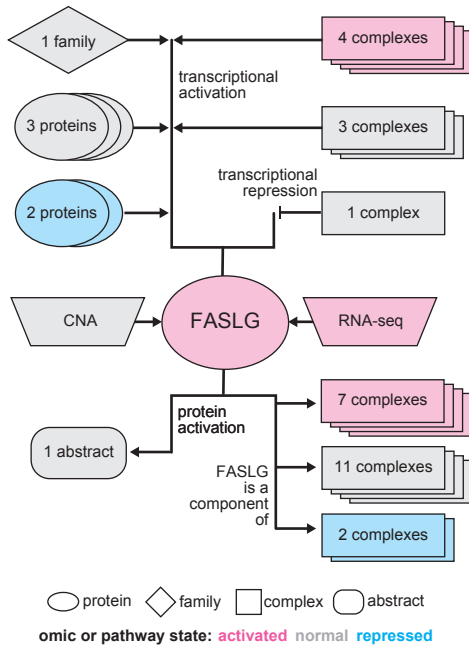 1 family
4 complexes
transcriptional
activation
3 proteins
3 complexes
transcriptional
repression
2 proteins
1 complex
CNA
FASLG
RNA-seq
protein
activation
7 complexes
1 abstract
FASLG
is a
component
of
11 complexes
2 complexes
protein
family
complex
abstract
omic or pathway state: activated normal repressed